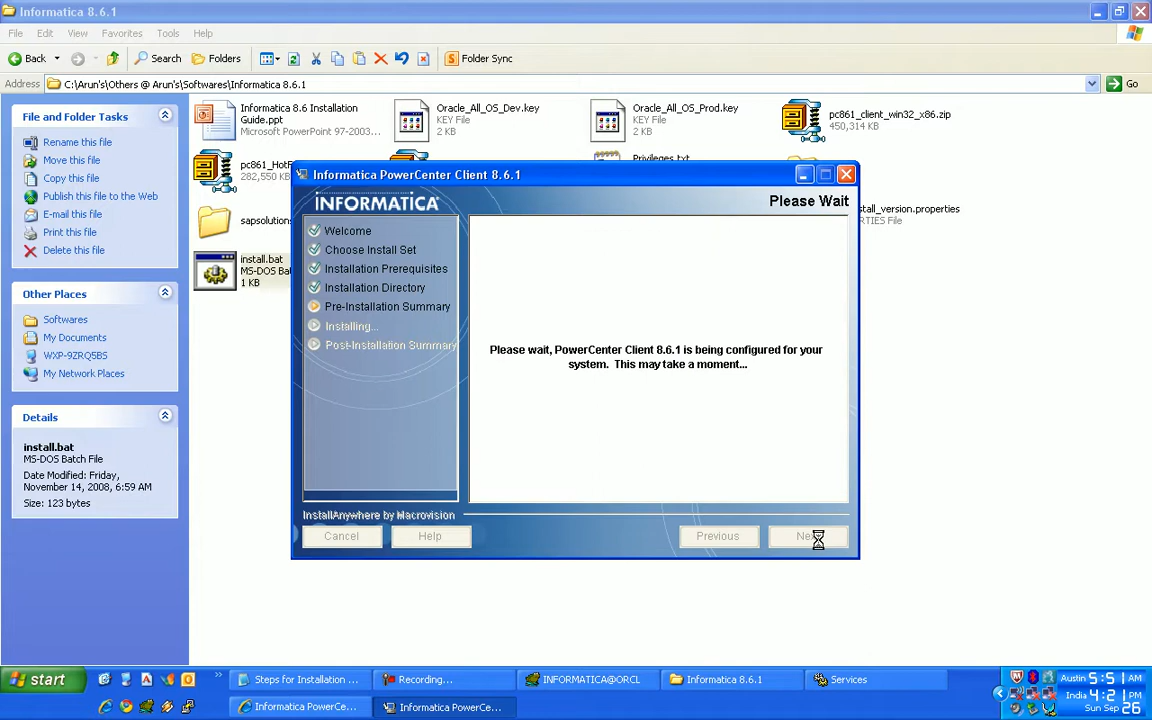 Informatica 8.6.1
File Edit View Favorites Tools Help
Back Search Folders Folder Sync
Address C:\Arun's\Others @ Arun's\Softwares\Informatica 8.6.1 Go
File and Folder Tasks
Rename this file
Move this file
Copy this file
Publish this file to the Web
E-mail this file
Print this file
Delete this file
Other Places
Softwares
My Documents
WXP-9ZRQ5BS
My Network Places
Details
install.bat
MS-DOS Batch File
Date Modified: Friday,
November 14, 2008, 6:59 AM
Size: 123 bytes
Informatica 8.6 Installation
Guide.ppt
Microsoft PowerPoint 97-2003...
Oracle_All_OS_Dev.key
KEY File
2 KB
Oracle_All_OS_Prod.key
KEY File
2 KB
pc861_client_win32_x86.zip
450,314 KB
282,550 KB
Privileges.txt
sapsolutions
install.bat
1 KB
Informatica PowerCenter Client 8.6.1
INFORMATICA
Please Wait
Welcome
Choose Install Set
Installation Prerequisites
Installation Directory
Pre-Installation Summary
Installing...
Post-Installation Summary
Please wait, PowerCenter Client 8.6.1 is being configured for your
system. This may take a moment...
InstallAnywhere by Macrovision
Cancel Help Previous
start
Steps for Installation ...
Recording...
INFORMATICA@ORCL
Informatica 8.6.1
Services
Informatica PowerCe...
Informatica PowerCe...
Austin 5:51 AM
India 4:21 PM
Sun Sep 26